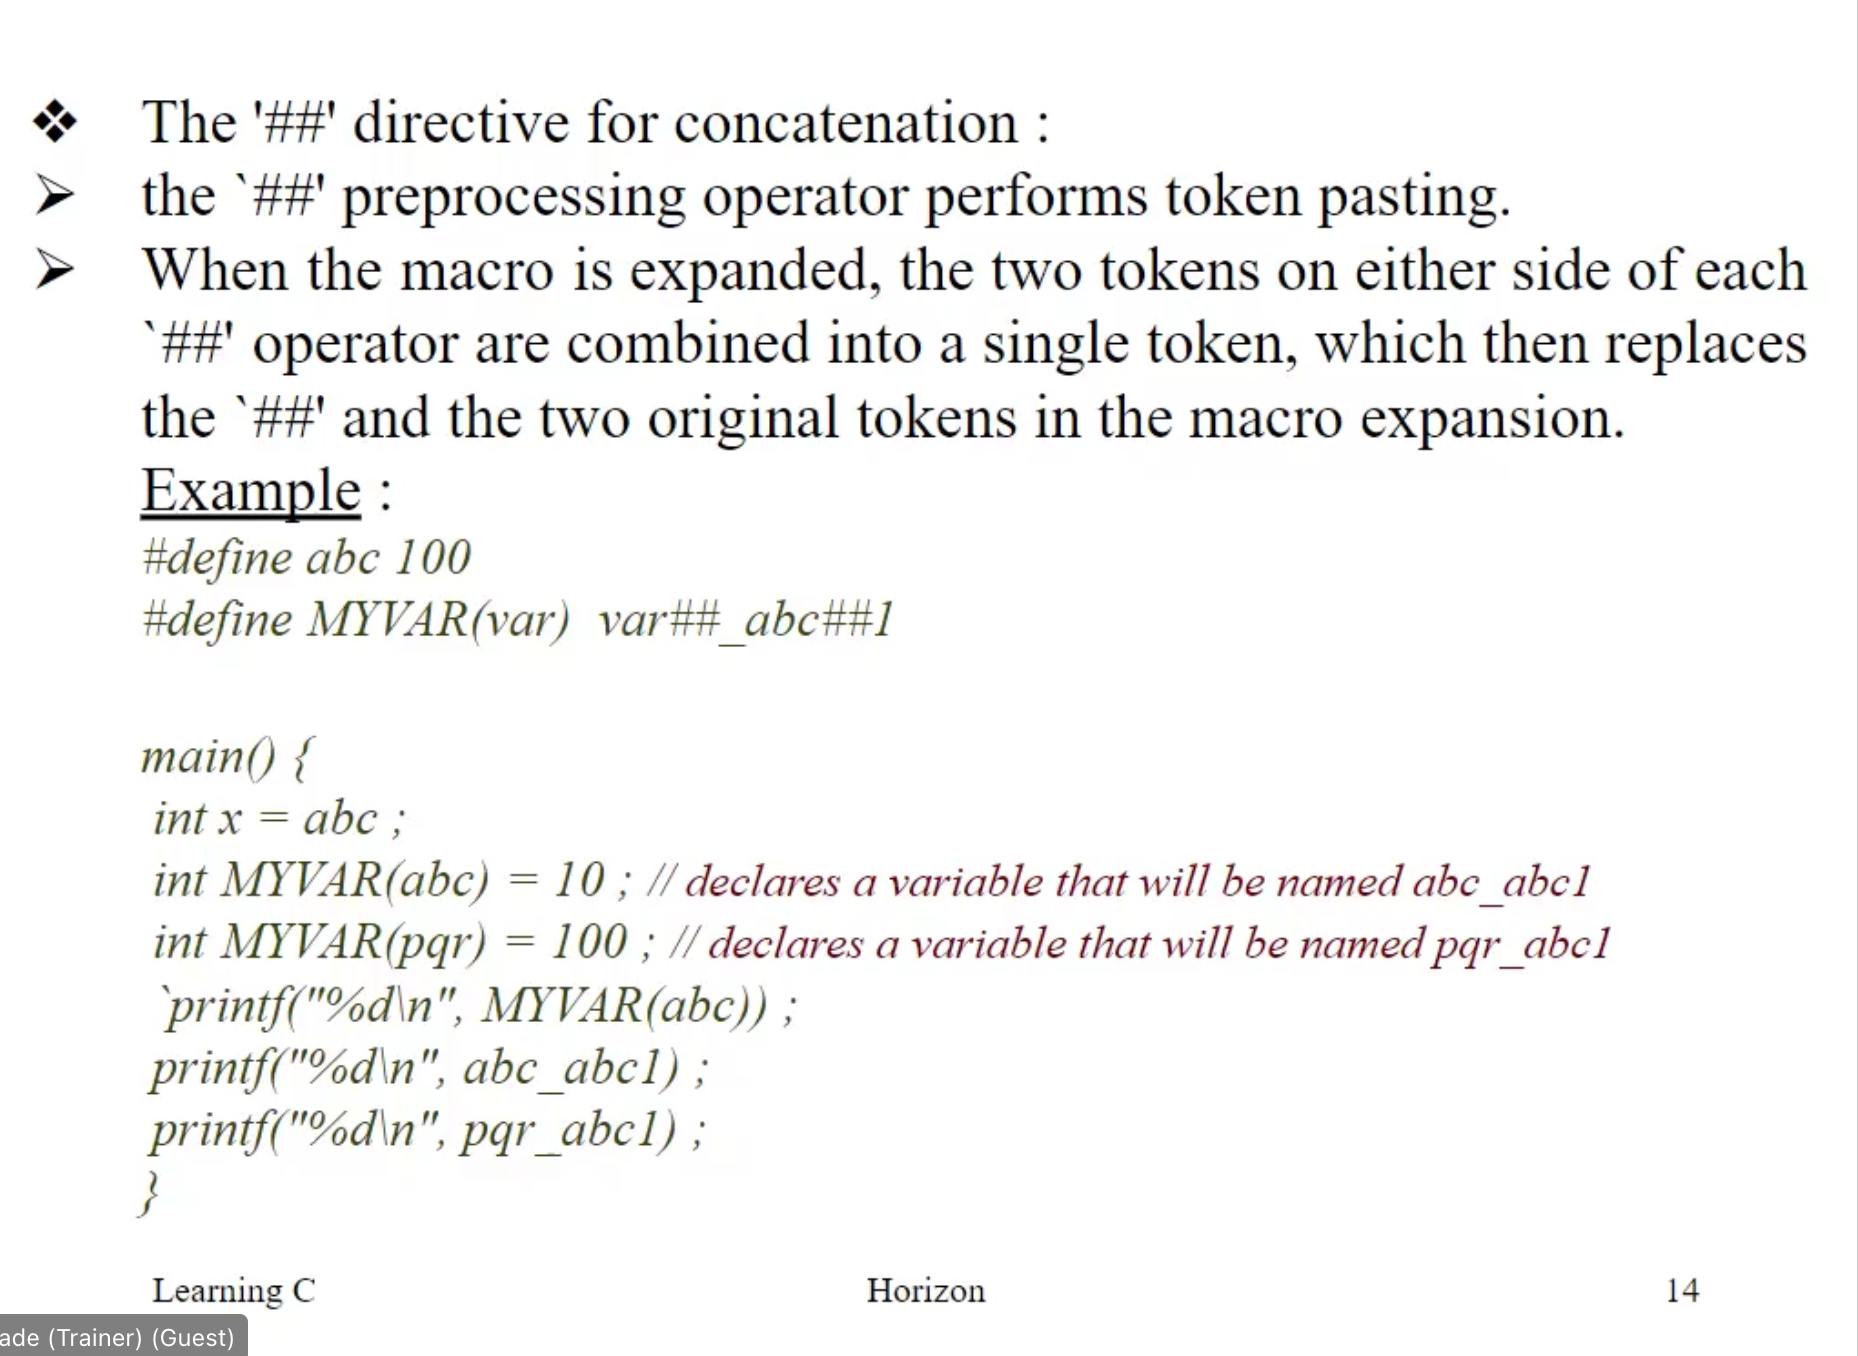 ❖ The '##' directive for concatenation :
➢ the `##' preprocessing operator performs token pasting.
➢ When the macro is expanded, the two tokens on either side of each
`##' operator are combined into a single token, which then replaces
the `##' and the two original tokens in the macro expansion.
Example :
#define abc 100
#define MYVAR(var)  var##_abc##1
main() {
int x = abc ;
int MYVAR(abc) = 10 ; // declares a variable that will be named abc_abc1
int MYVAR(pqr) = 100 ; // declares a variable that will be named pqr_abc1
`printf("%d\n", MYVAR(abc)) ;
printf("%d\n", abc_abc1) ;
printf("%d\n", pqr_abc1) ;
}
Learning C Horizon 14
ade (Trainer) (Guest)